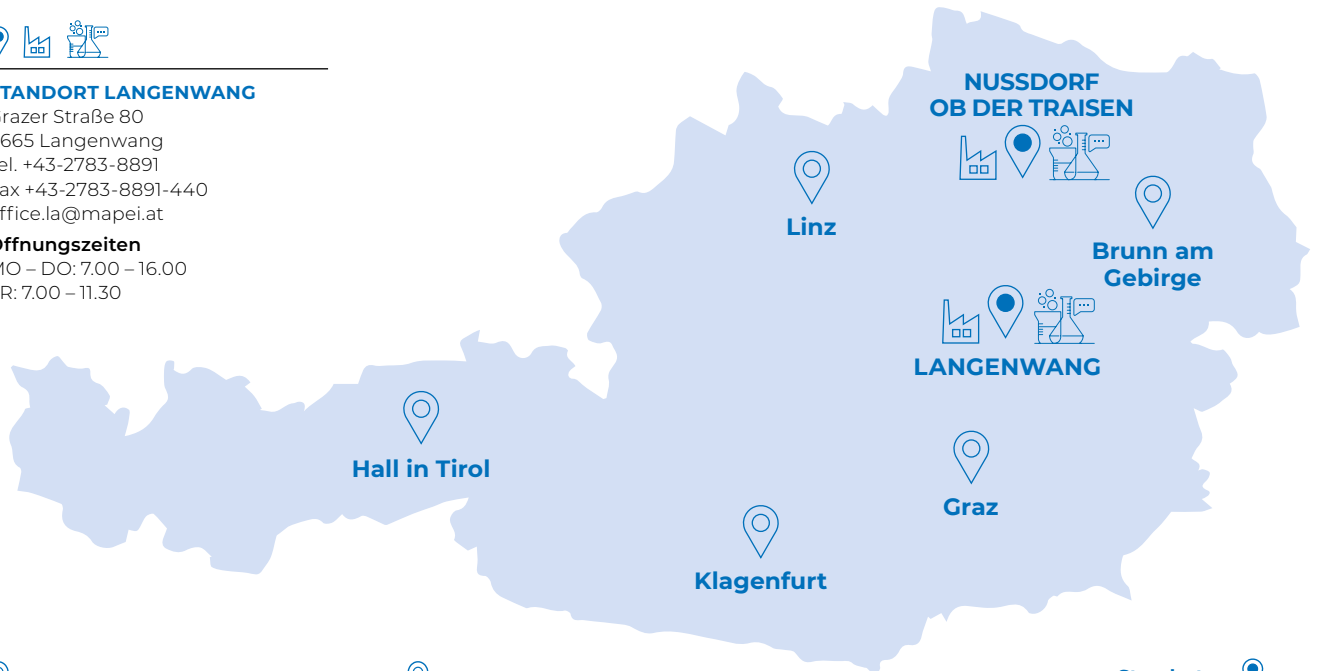 TANDORT LANGENWANG
razer Straße 80
665 Langenwang
el. +43-2783-8891
ax +43-2783-8891-440
ffice.la@mapei.at
ffnungszeiten
MO – DO: 7.00 – 16.00
R: 7.00 – 11.30
NUSSDORF
OB DER TRAISEN
Linz
Brunn am
Gebirge
LANGENWANG
Hall in Tirol
Graz
Klagenfurt